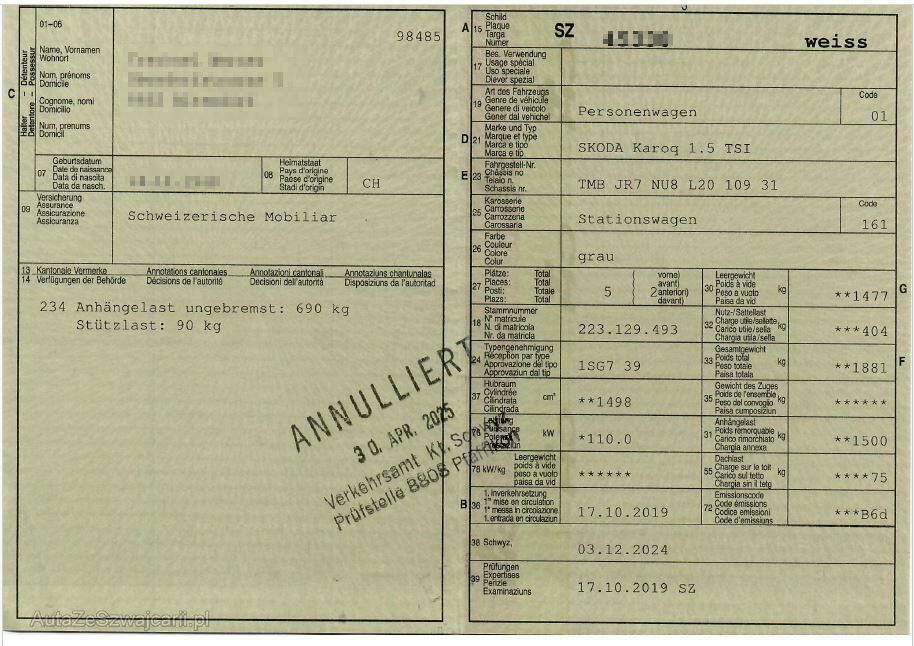 01-06
98485
C
Halter – Détenteur
Detentore – Possessur
Name, Vornamen
Wohnort
Nom, prénoms
Domicile
Cognome, nomi
Domicilio
Num, prenums
Domicil
07
Geburtsdatum
Date de naissance
Data di nascita
Data da nasch.
08
Heimatstaat
Pays d'origine
Paese d'origine
Stadi d'origin
CH
09
Versicherung
Assurance
Assicurazione
Assicuranza
Schweizerische Mobiliar
13 Kantonale Vermerke Annotations cantonales Annotazioni cantonali Annotaziuns chantunalas
14 Verfügungen der Behörde Décisions de l'autorité Decisioni dell'autorità Disposiziuns da l'autoritad
234 Anhängelast ungebremst: 690 kg
Stützlast: 90 kg
ANNULLIERT
30. APR. 2025
Verkehrsamt Kt. Schwyz
Prüfstelle 8808 Pfäffikon
A 15
Schild
Plaque
Targa
Numer
SZ
weiss
17
Bes. Verwendung
Usage spécial
Uso speciale
Diever spezial
19
Art des Fahrzeugs
Genre de véhicule
Genere di veicolo
Gener dal vehichel
Personenwagen
Code
01
D 21
Marke und Typ
Marque et type
Marca e tipo
Marca e tip
SKODA Karoq 1.5 TSI
E 23
Fahrgestell-Nr.
Châssis no
Telaio n.
Schassis nr.
TMB JR7 NU8 L20 109 31
25
Karosserie
Carrosserie
Carrozzeria
Carossaria
Stationswagen
Code
161
26
Farbe
Couleur
Colore
Colur
grau
27
Plätze: Total
Places: Total
Posti: Totale
Plazs: Total
5
vorne)
avant)
2 anteriori)
davant)
30
Leergewicht
Poids à vide
Peso a vuoto
Paisa da vid
kg
**1477
G
18
Stammnummer
N° matricule
N. di matricola
Nr. da matricla
223.129.493
32
Nutz-/Sattellast
Charge utile/sellette
Carico utile/sella
Chargia utila/sella
kg
***404
24
Typengenehmigung
Réception par type
Approvazione del tipo
Approvaziun dal tip
1SG7 39
33
Gesamtgewicht
Poids total
Peso totale
Paisa totala
kg
**1881
F
37
Hubraum
Cylindrée
Cilindrata
Cilindrada
cm³
**1498
35
Gewicht des Zuges
Poids de l'ensemble
Peso del convoglio
Paisa cumposiziun
kg
******
76
Leistung
Puissance
kW
*110.0
31
Anhängelast
Poids remorquable
Carico rimorchiato
Chargia annexa
kg
**1500
78 kW/kg
Leergewicht
poids à vide
peso a vuoto
paisa da vid
******
55
Dachlast
Charge sur le toit
Carico sul tetto
Chargia sin il tetg
kg
****75
B 36
1. Inverkehrsetzung
1re mise en circulation
1a messa in circolazione
1. entrada en circulaziun
17.10.2019
72
Emissionscode
Code émissions
Codice emissioni
Code d'emissiuns
***B6d
38 Schwyz,
03.12.2024
39
Prüfungen
Expertises
Perizie
Examinaziuns
17.10.2019 SZ
AutaZeSzwajcarii.pl